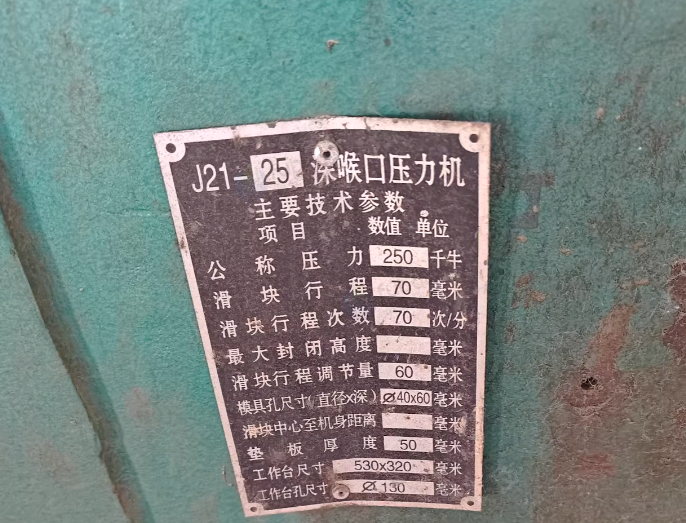 J21-25 深喉口压力机
主要技术参数
项目 数值 单位
公称压力 250 千牛
滑块行程 70 毫米
滑块行程次数 70 次/分
最大封闭高度 毫米
滑块行程调节量 60 毫米
模具孔尺寸(直径x深) Ø40x60 毫米
滑块中心至机身距离 毫米
垫板厚度 50 毫米
工作台尺寸 530x320 毫米
工作台孔尺寸 Ø130 毫米